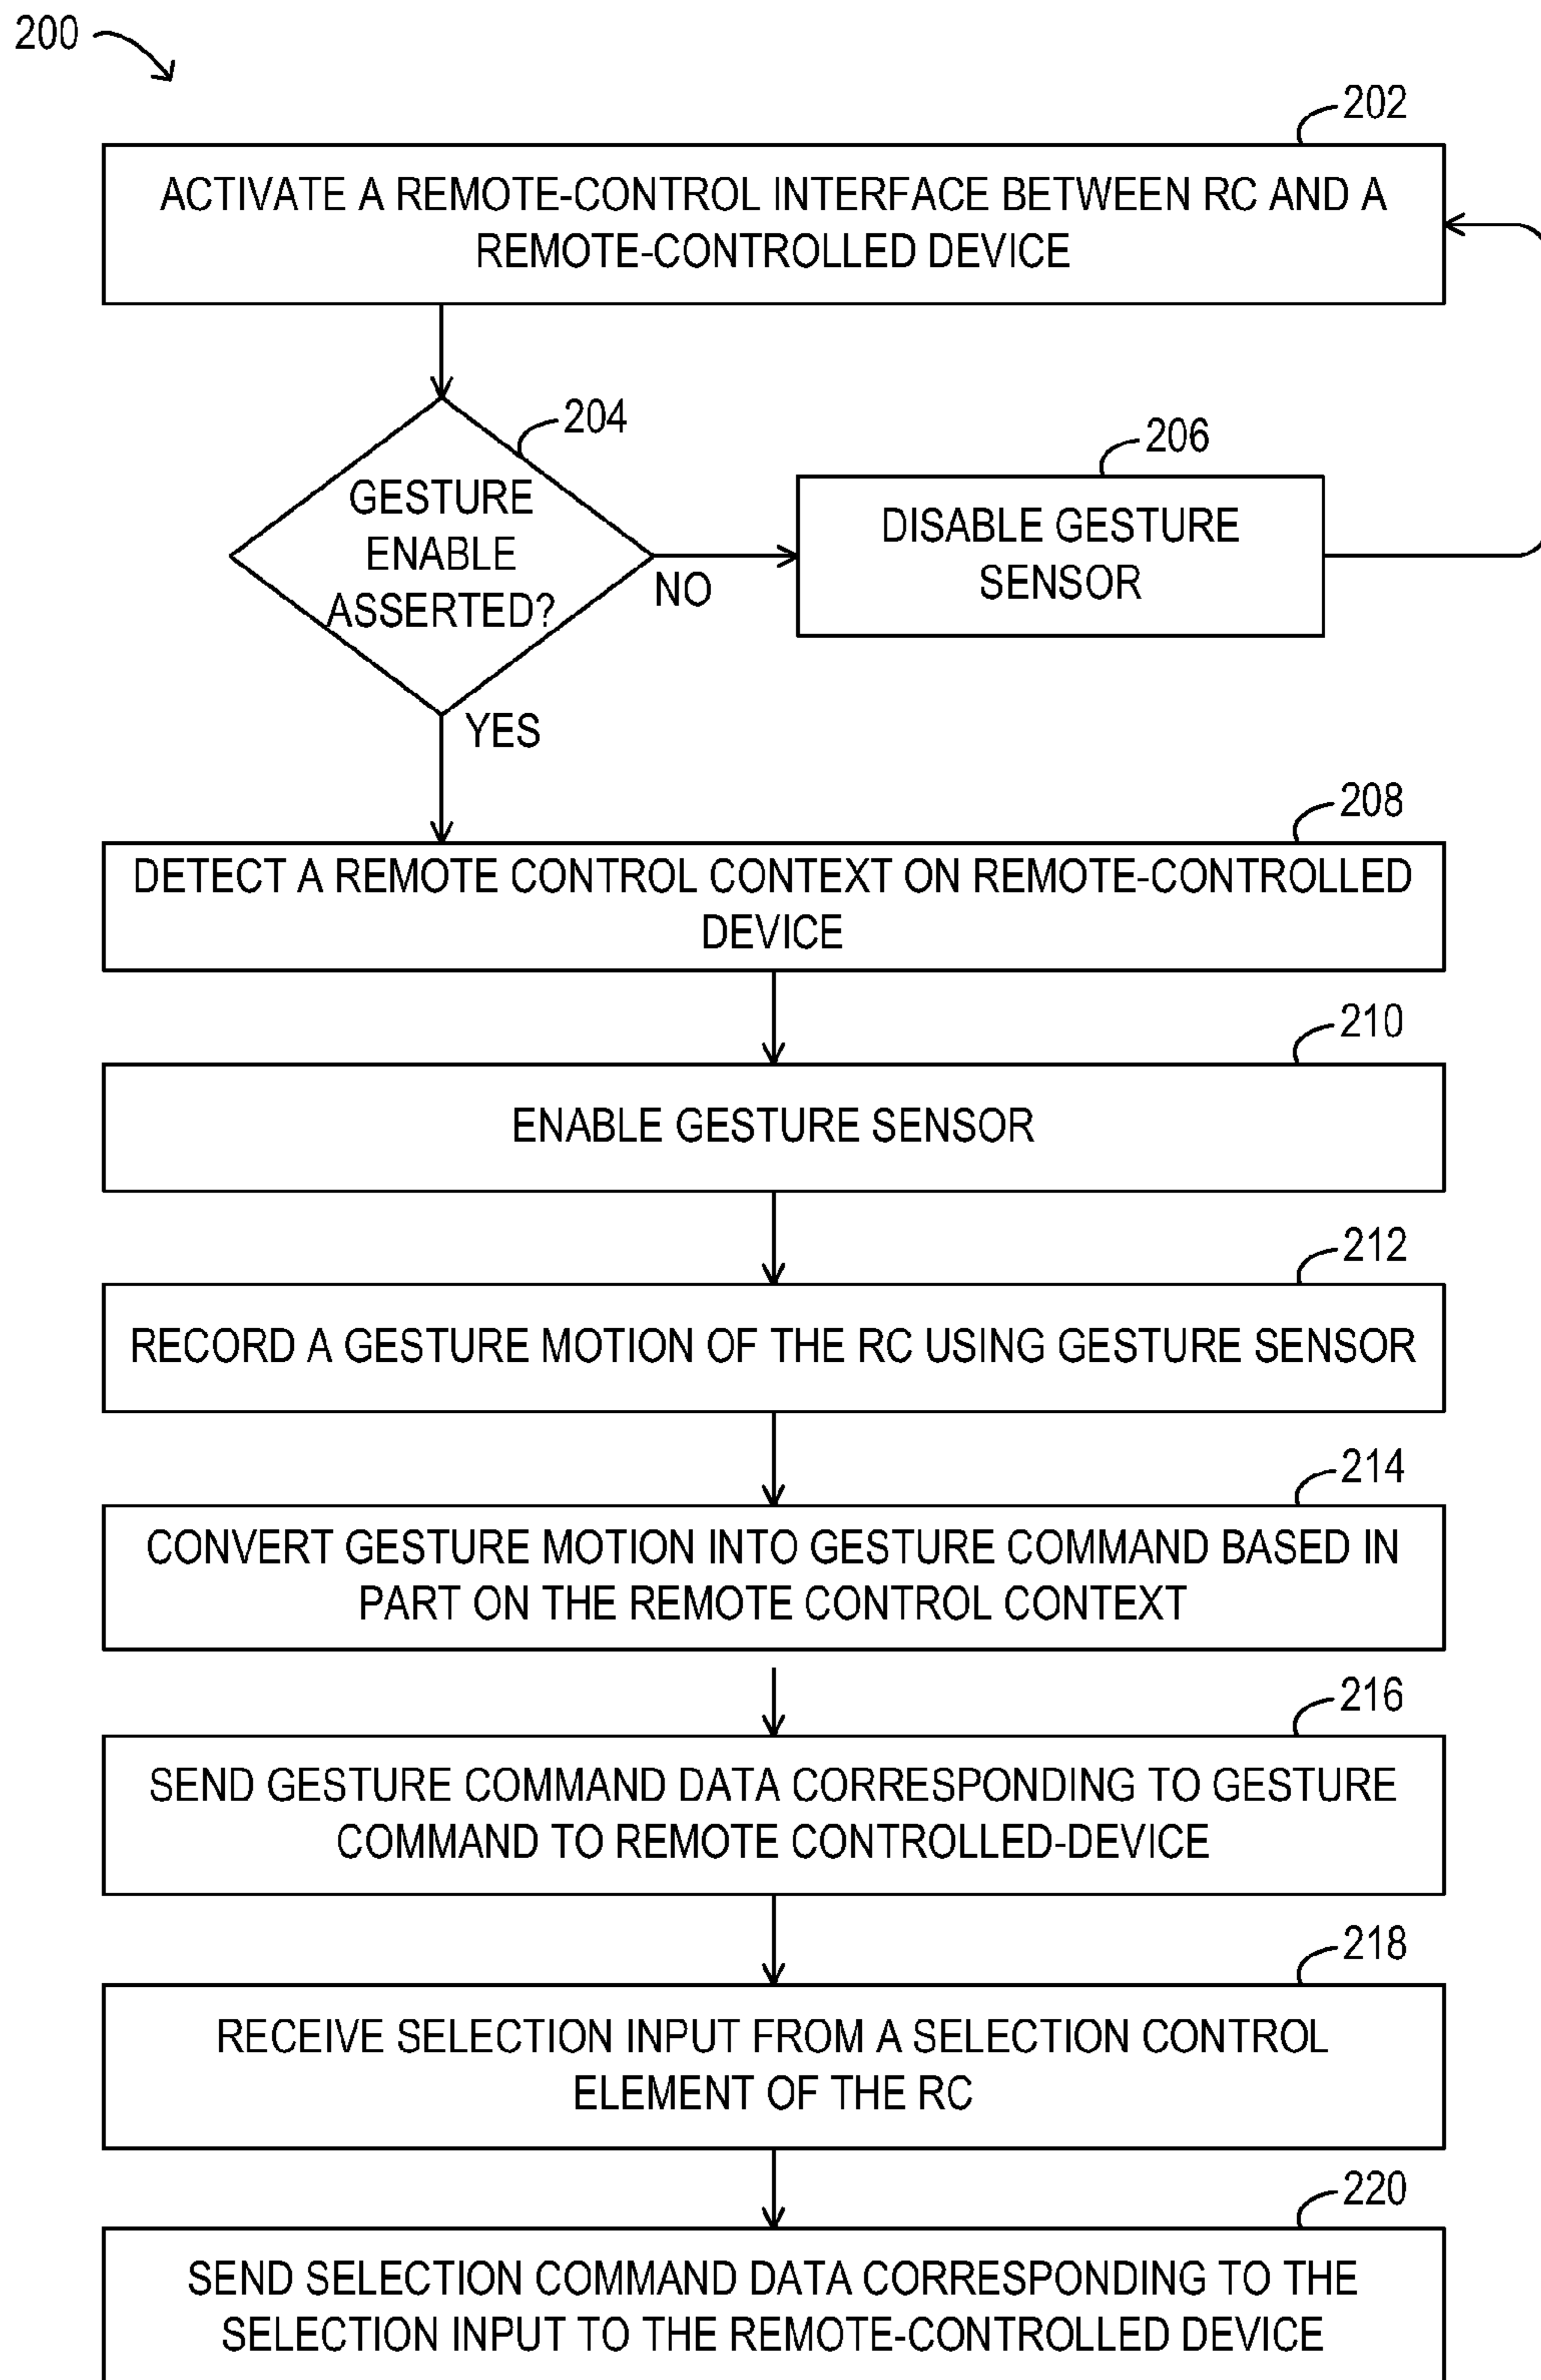 200
202
ACTIVATE A REMOTE-CONTROL INTERFACE BETWEEN RC AND A
REMOTE-CONTROLLED DEVICE
204
GESTURE
ENABLE
ASSERTED?
NO
206
DISABLE GESTURE
SENSOR
YES
208
DETECT A REMOTE CONTROL CONTEXT ON REMOTE-CONTROLLED
DEVICE
210
ENABLE GESTURE SENSOR
212
RECORD A GESTURE MOTION OF THE RC USING GESTURE SENSOR
214
CONVERT GESTURE MOTION INTO GESTURE COMMAND BASED IN
PART ON THE REMOTE CONTROL CONTEXT
216
SEND GESTURE COMMAND DATA CORRESPONDING TO GESTURE
COMMAND TO REMOTE CONTROLLED-DEVICE
218
RECEIVE SELECTION INPUT FROM A SELECTION CONTROL
ELEMENT OF THE RC
220
SEND SELECTION COMMAND DATA CORRESPONDING TO THE
SELECTION INPUT TO THE REMOTE-CONTROLLED DEVICE